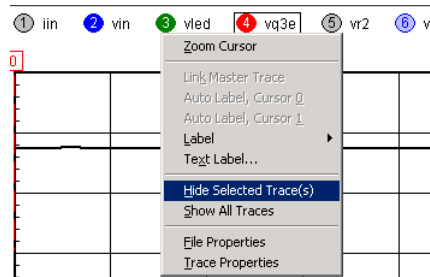 1 iin 2 vin 3 vled 4 vq3e 5 vr2 6 v
0
Zoom Cursor
Link Master Trace
Auto Label, Cursor 0
Auto Label, Cursor 1
Label
Text Label...
Hide Selected Trace(s)
Show All Traces
File Properties
Trace Properties